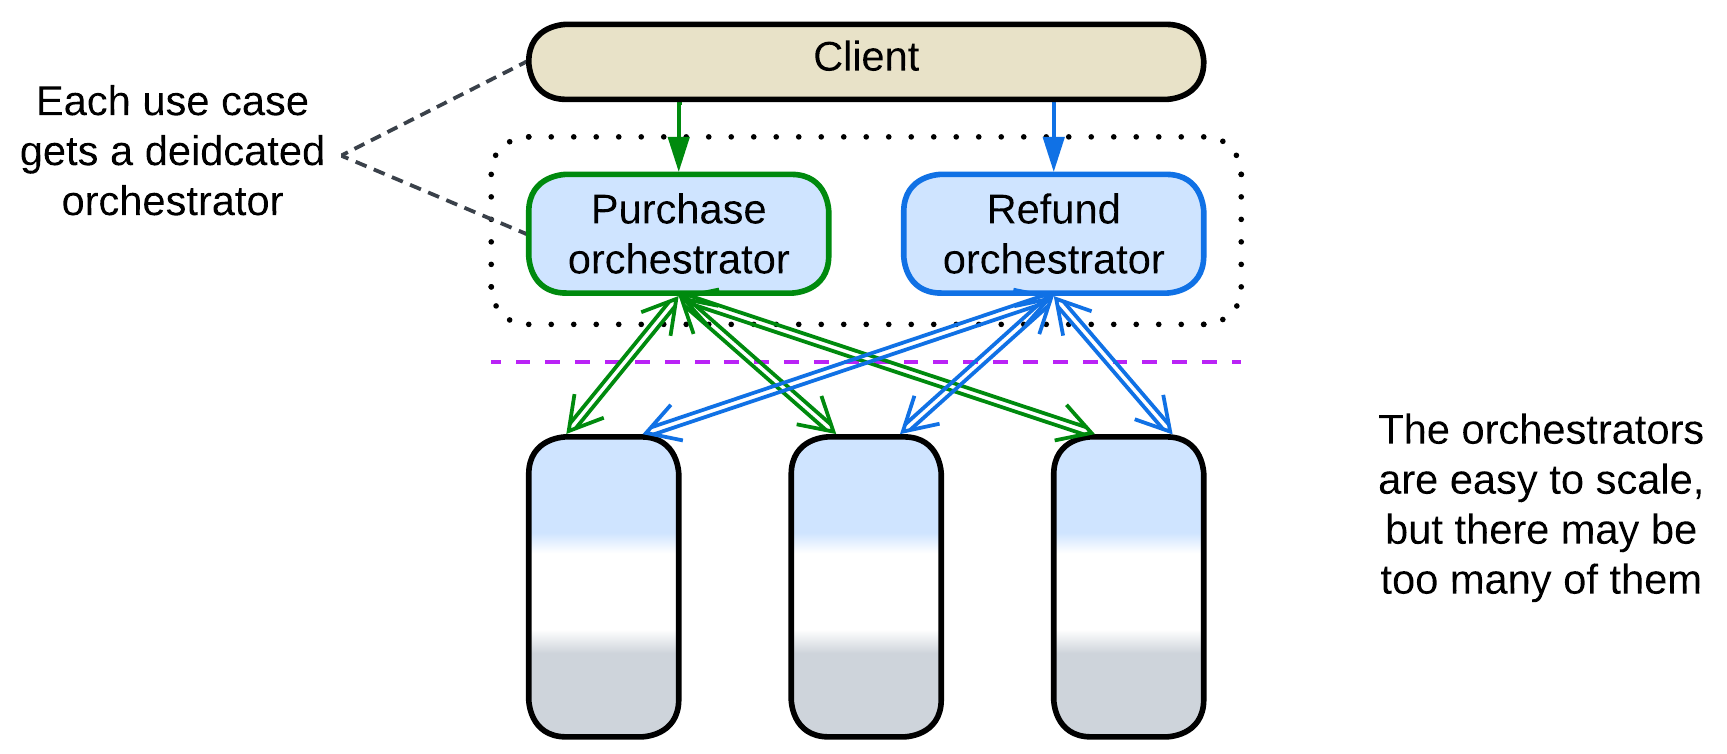 Client
Each use case
gets a deidcated
orchestrator
Purchase
orchestrator
Refund
orchestrator
The orchestrators
are easy to scale,
but there may be
too many of them